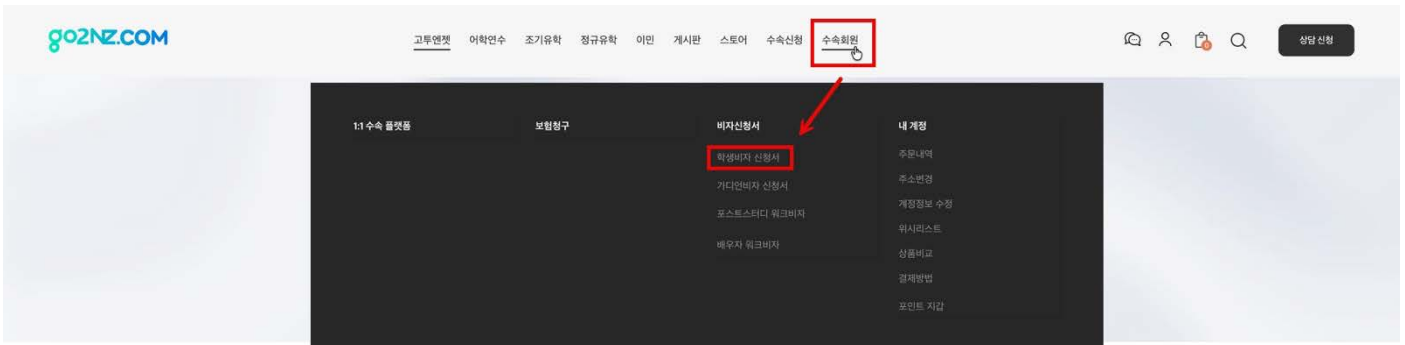 go2NZ.COM
고투엔젯 어학연수 조기유학 정규유학 이민 게시판 스토어 수속신청 수속회원
0
상담 신청
1:1 수속 플랫폼
보험청구
비자신청서
학생비자 신청서
가디언비자 신청서
포스트스터디 워크비자
배우자 워크비자
내 계정
주문내역
주소변경
계정정보 수정
위시리스트
상품비교
결제방법
포인트 지갑